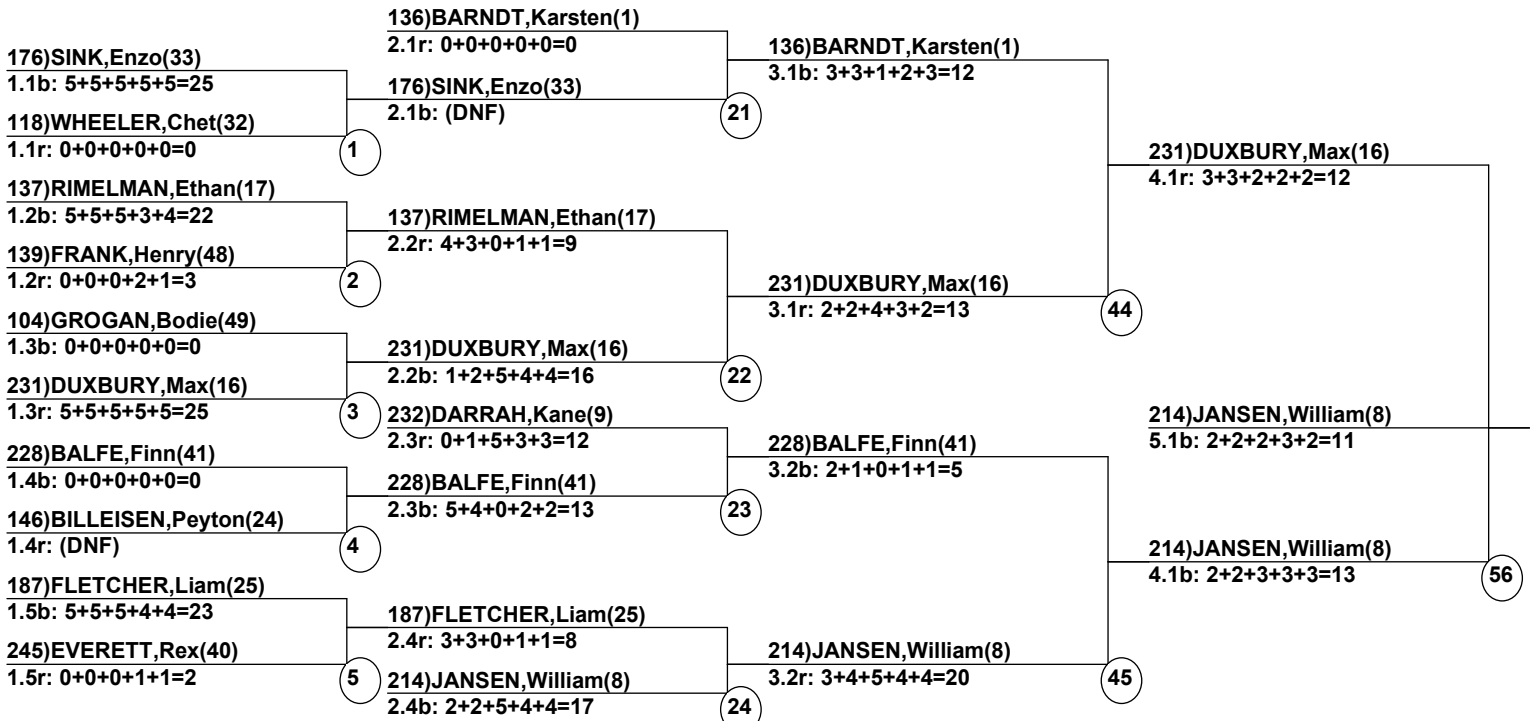 176)SINK,Enzo(33)
1.1b: 5+5+5+5+5=25
118)WHEELER,Chet(32)
1.1r: 0+0+0+0+0=0
1
137)RIMELMAN,Ethan(17)
1.2b: 5+5+5+3+4=22
139)FRANK,Henry(48)
1.2r: 0+0+0+2+1=3
2
104)GROGAN,Bodie(49)
1.3b: 0+0+0+0+0=0
231)DUXBURY,Max(16)
1.3r: 5+5+5+5+5=25
3
228)BALFE,Finn(41)
1.4b: 0+0+0+0+0=0
146)BILLEISEN,Peyton(24)
1.4r: (DNF)
4
187)FLETCHER,Liam(25)
1.5b: 5+5+5+4+4=23
245)EVERETT,Rex(40)
1.5r: 0+0+0+1+1=2
5
136)BARNDT,Karsten(1)
2.1r: 0+0+0+0+0=0
176)SINK,Enzo(33)
2.1b: (DNF)
21
137)RIMELMAN,Ethan(17)
2.2r: 4+3+0+1+1=9
231)DUXBURY,Max(16)
2.2b: 1+2+5+4+4=16
22
232)DARRAH,Kane(9)
2.3r: 0+1+5+3+3=12
228)BALFE,Finn(41)
2.3b: 5+4+0+2+2=13
23
187)FLETCHER,Liam(25)
2.4r: 3+3+0+1+1=8
214)JANSEN,William(8)
2.4b: 2+2+5+4+4=17
24
136)BARNDT,Karsten(1)
3.1b: 3+3+1+2+3=12
231)DUXBURY,Max(16)
3.1r: 2+2+4+3+2=13
44
228)BALFE,Finn(41)
3.2b: 2+1+0+1+1=5
214)JANSEN,William(8)
3.2r: 3+4+5+4+4=20
45
231)DUXBURY,Max(16)
4.1r: 3+3+2+2+2=12
214)JANSEN,William(8)
5.1b: 2+2+2+3+2=11
214)JANSEN,William(8)
4.1b: 2+2+3+3+3=13
56